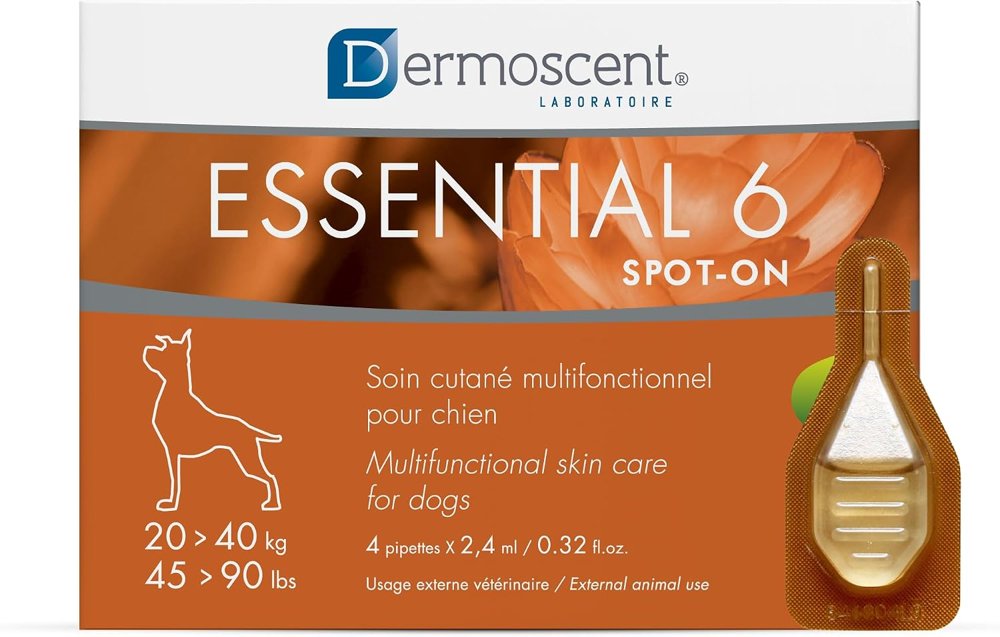 Dermoscent®
LABORATOIRE
ESSENTIAL 6
SPOT-ON
Soin cutané multifonctionnel
pour chien
Multifunctional skin care
for dogs
20 > 40 kg
45 > 90 lbs
4 pipettes X 2,4 ml / 0.32 fl.oz.
Usage externe vétérinaire / External animal use